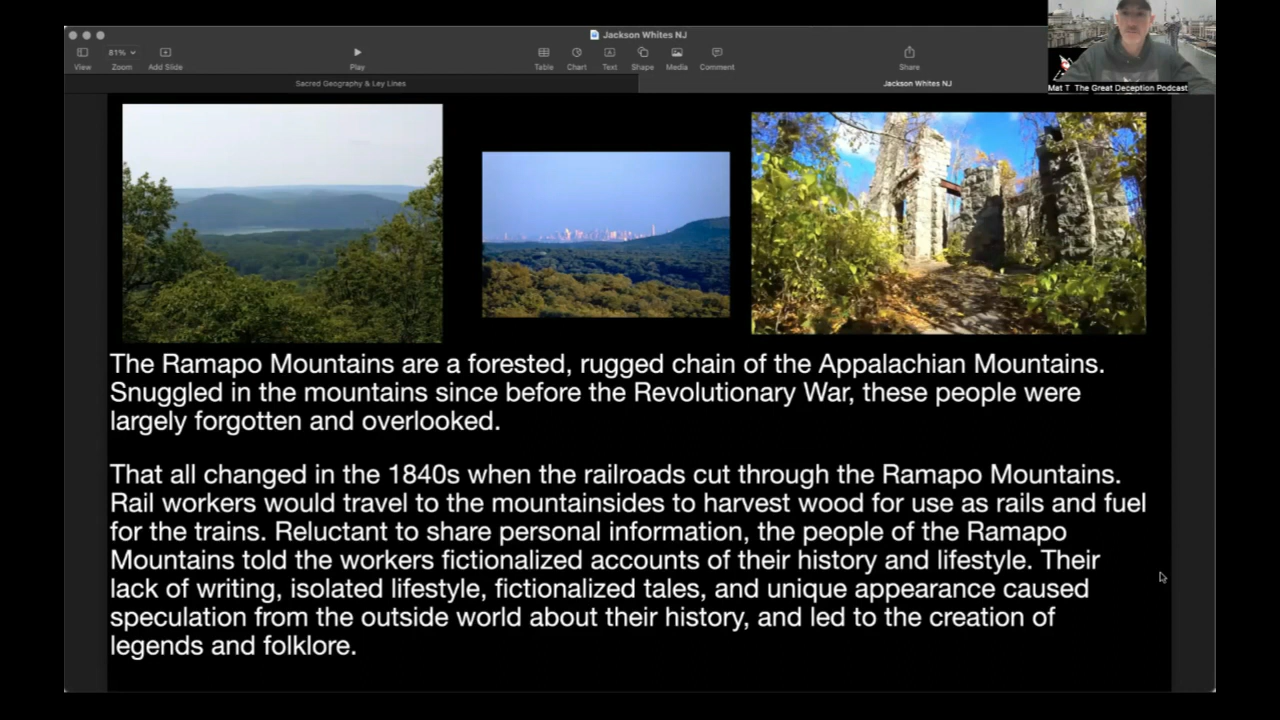 Jackson Whites NJ
81%
View
Zoom
Add Slide
Play
Table
Chart
Text
Shape
Media
Comment
Share
Sacred Geography & Ley Lines
Jackson Whites NJ
Mat T The Great Deception Podcast
The Ramapo Mountains are a forested, rugged chain of the Appalachian Mountains.
Snuggled in the mountains since before the Revolutionary War, these people were
largely forgotten and overlooked.
That all changed in the 1840s when the railroads cut through the Ramapo Mountains.
Rail workers would travel to the mountainsides to harvest wood for use as rails and fuel
for the trains. Reluctant to share personal information, the people of the Ramapo
Mountains told the workers fictionalized accounts of their history and lifestyle. Their
lack of writing, isolated lifestyle, fictionalized tales, and unique appearance caused
speculation from the outside world about their history, and led to the creation of
legends and folklore.